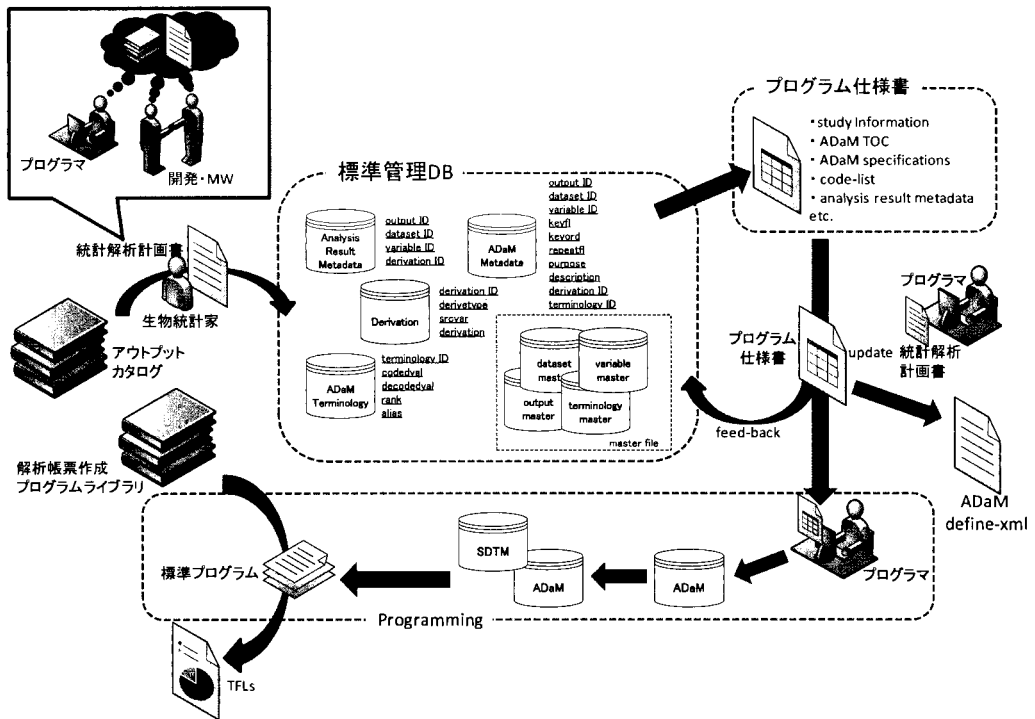 プログラマ
開発・MW
統計解析計画書
生物統計家
アウトプット
カタログ
解析帳票作成
プログラムライブラリ
標準管理DB
Analysis
Result
Metadata
output ID
dataset ID
variable ID
derivation ID
ADaM
Metadata
output ID
dataset ID
variable ID
keyfl
keyord
repeatfl
purpose
description
derivation ID
terminology ID
Derivation
derivation ID
derivetype
srcvar
derivation
ADaM
Terminology
terminology ID
codedval
decodedval
rank
alias
dataset
master
variable
master
output
master
terminology
master
master file
プログラム仕様書
・study Information
・ADaM TOC
・ADaM specifications
・code-list
・analysis result metadata
etc.
プログラマ
プログラム
仕様書
update 統計解析
計画書
feed-back
ADaM
define-xml
プログラマ
SDTM
ADaM
ADaM
標準プログラム
Programming
TFLs